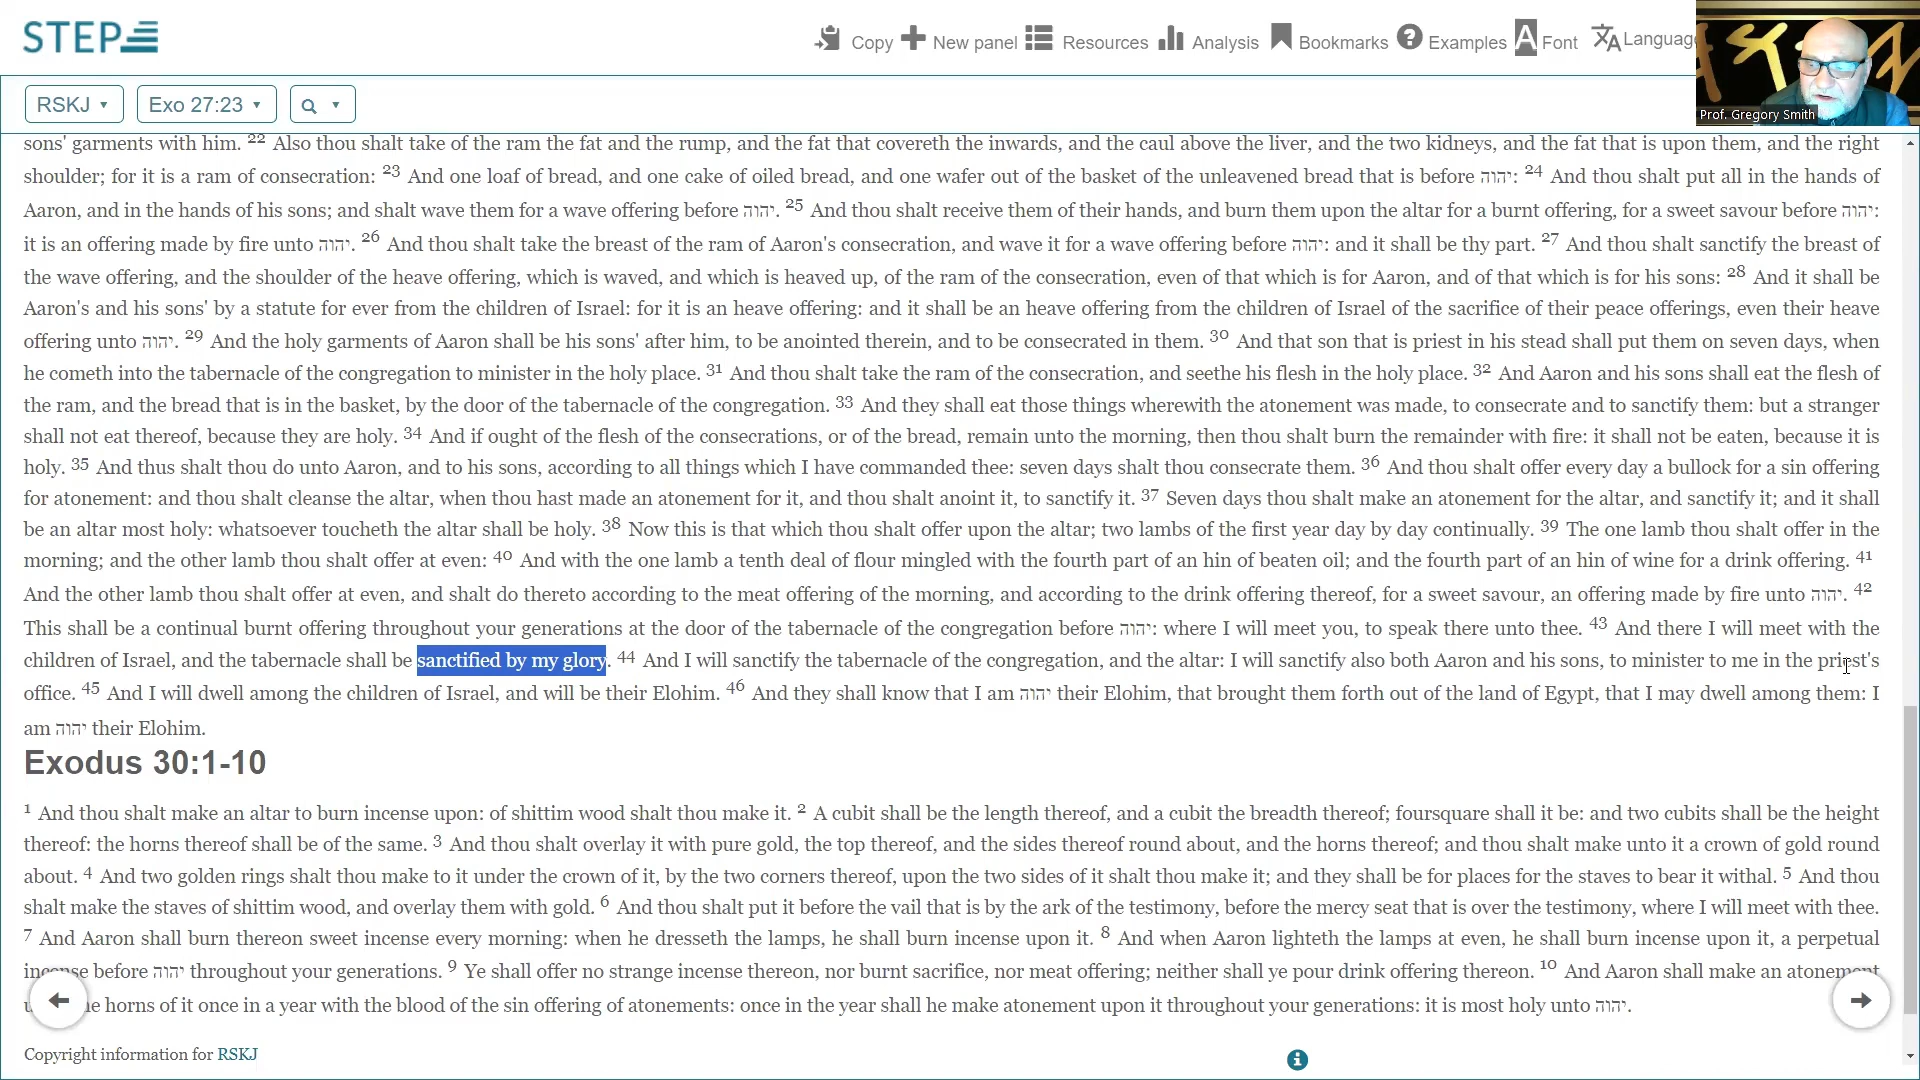 STEP
Copy New panel Resources Analysis Bookmarks Examples A Font Languag
Prof. Gregory Smith
RSKJ Exo 27:23
sons' garments with him. 22 Also thou shalt take of the ram the fat and the rump, and the fat that covereth the inwards, and the caul above the liver, and the two kidneys, and the fat that is upon them, and the right
shoulder; for it is a ram of consecration: 23 And one loaf of bread, and one cake of oiled bread, and one wafer out of the basket of the unleavened bread that is before יהוה: 24 And thou shalt put all in the hands of
Aaron, and in the hands of his sons; and shalt wave them for a wave offering before יהוה. 25 And thou shalt receive them of their hands, and burn them upon the altar for a burnt offering, for a sweet savour before יהוה:
it is an offering made by fire unto יהוה. 26 And thou shalt take the breast of the ram of Aaron's consecration, and wave it for a wave offering before יהוה: and it shall be thy part. 27 And thou shalt sanctify the breast of
the wave offering, and the shoulder of the heave offering, which is waved, and which is heaved up, of the ram of the consecration, even of that which is for Aaron, and of that which is for his sons: 28 And it shall be
Aaron's and his sons' by a statute for ever from the children of Israel: for it is an heave offering: and it shall be an heave offering from the children of Israel of the sacrifice of their peace offerings, even their heave
offering unto יהוה. 29 And the holy garments of Aaron shall be his sons' after him, to be anointed therein, and to be consecrated in them. 30 And that son that is priest in his stead shall put them on seven days, when
he cometh into the tabernacle of the congregation to minister in the holy place. 31 And thou shalt take the ram of the consecration, and seethe his flesh in the holy place. 32 And Aaron and his sons shall eat the flesh of
the ram, and the bread that is in the basket, by the door of the tabernacle of the congregation. 33 And they shall eat those things wherewith the atonement was made, to consecrate and to sanctify them: but a stranger
shall not eat thereof, because they are holy. 34 And if ought of the flesh of the consecrations, or of the bread, remain unto the morning, then thou shalt burn the remainder with fire: it shall not be eaten, because it is
holy. 35 And thus shalt thou do unto Aaron, and to his sons, according to all things which I have commanded thee: seven days shalt thou consecrate them. 36 And thou shalt offer every day a bullock for a sin offering
for atonement: and thou shalt cleanse the altar, when thou hast made an atonement for it, and thou shalt anoint it, to sanctify it. 37 Seven days thou shalt make an atonement for the altar, and sanctify it; and it shall
be an altar most holy: whatsoever toucheth the altar shall be holy. 38 Now this is that which thou shalt offer upon the altar; two lambs of the first year day by day continually. 39 The one lamb thou shalt offer in the
morning; and the other lamb thou shalt offer at even: 40 And with the one lamb a tenth deal of flour mingled with the fourth part of an hin of beaten oil; and the fourth part of an hin of wine for a drink offering. 41
And the other lamb thou shalt offer at even, and shalt do thereto according to the meat offering of the morning, and according to the drink offering thereof, for a sweet savour, an offering made by fire unto יהוה. 42
This shall be a continual burnt offering throughout your generations at the door of the tabernacle of the congregation before יהוה: where I will meet you, to speak there unto thee. 43 And there I will meet with the
children of Israel, and the tabernacle shall be sanctified by my glory. 44 And I will sanctify the tabernacle of the congregation, and the altar: I will sanctify also both Aaron and his sons, to minister to me in the priest's
office. 45 And I will dwell among the children of Israel, and will be their Elohim. 46 And they shall know that I am יהוה their Elohim, that brought them forth out of the land of Egypt, that I may dwell among them: I
am יהוה their Elohim.
Exodus 30:1-10
1 And thou shalt make an altar to burn incense upon: of shittim wood shalt thou make it. 2 A cubit shall be the length thereof, and a cubit the breadth thereof; foursquare shall it be: and two cubits shall be the height
thereof: the horns thereof shall be of the same. 3 And thou shalt overlay it with pure gold, the top thereof, and the sides thereof round about, and the horns thereof; and thou shalt make unto it a crown of gold round
about. 4 And two golden rings shalt thou make to it under the crown of it, by the two corners thereof, upon the two sides of it shalt thou make it; and they shall be for places for the staves to bear it withal. 5 And thou
shalt make the staves of shittim wood, and overlay them with gold. 6 And thou shalt put it before the vail that is by the ark of the testimony, before the mercy seat that is over the testimony, where I will meet with thee.
7 And Aaron shall burn thereon sweet incense every morning: when he dresseth the lamps, he shall burn incense upon it. 8 And when Aaron lighteth the lamps at even, he shall burn incense upon it, a perpetual
incense before יהוה throughout your generations. 9 Ye shall offer no strange incense thereon, nor burnt sacrifice, nor meat offering; neither shall ye pour drink offering thereon. 10 And Aaron shall make an atonement
horns of it once in a year with the blood of the sin offering of atonements: once in the year shall he make atonement upon it throughout your generations: it is most holy unto יהוה.
Copyright information for RSKJ